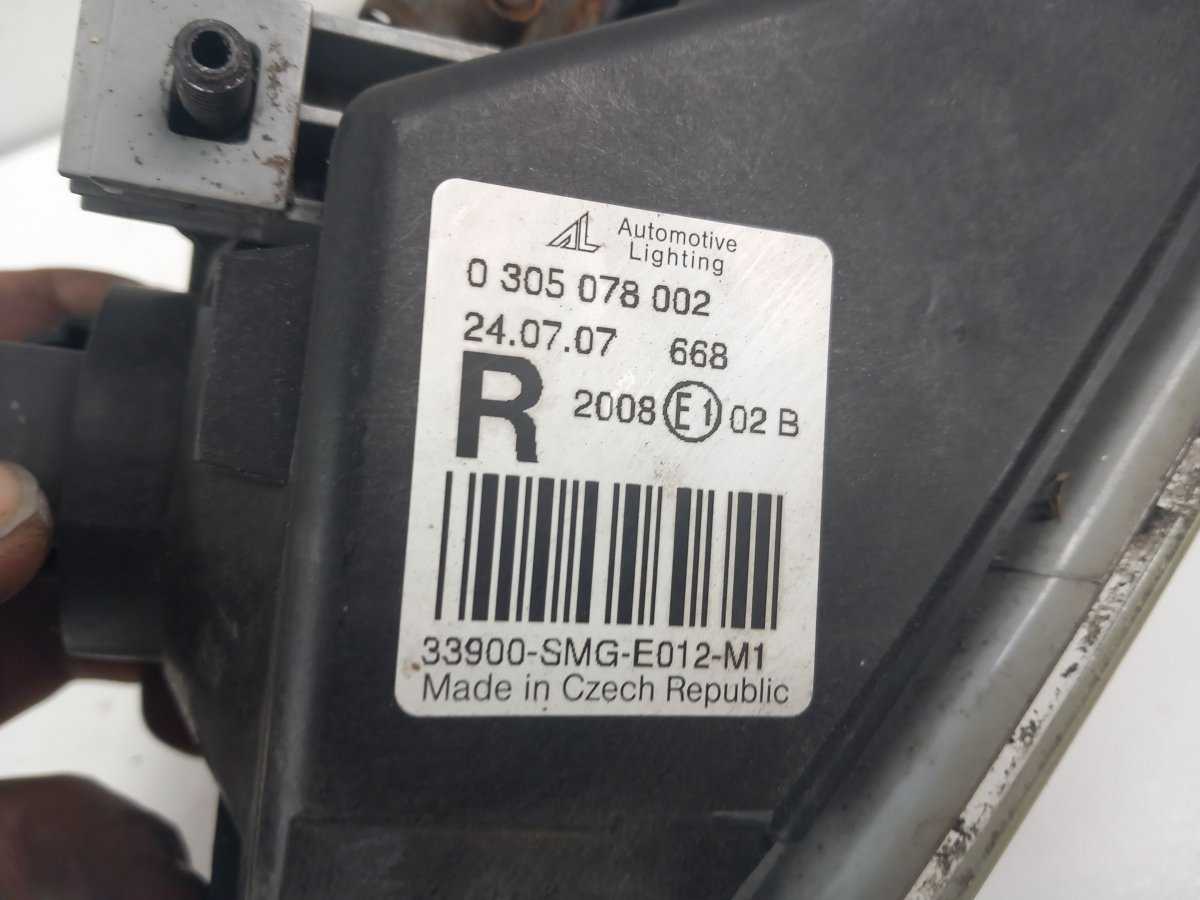 AL Automotive
Lighting
0 305 078 002
24.07.07 668
R 2008 E1 02 B
33900-SMG-E012-M1
Made in Czech Republic